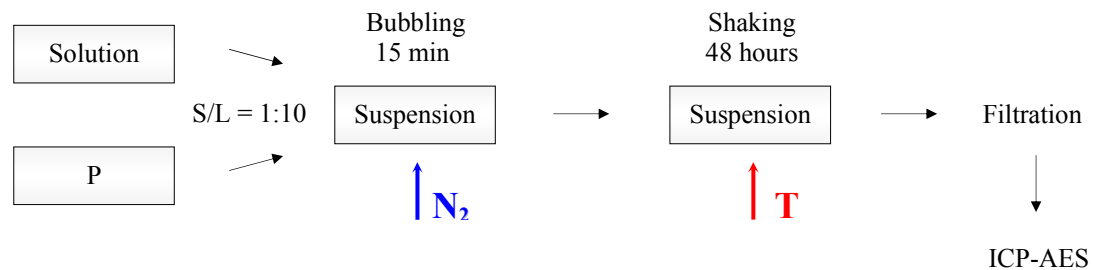 Solution
P
S/L = 1:10
Bubbling
15 min
Suspension
N₂
Shaking
48 hours
Suspension
T
Filtration
ICP-AES